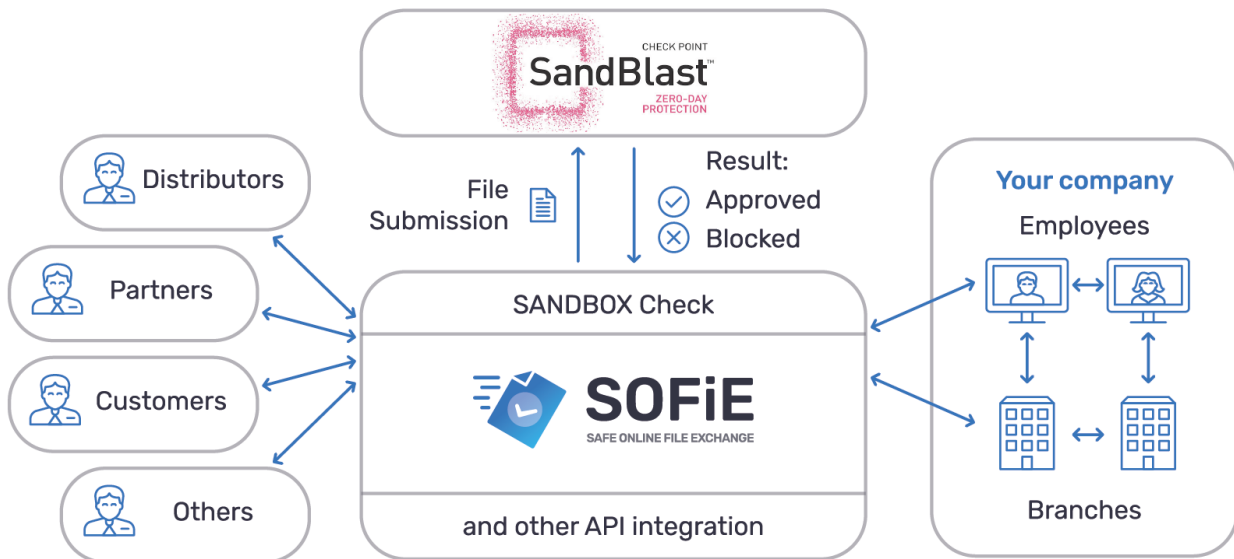 CHECK POINT
SandBlast™
ZERO-DAY
PROTECTION
Distributors
Partners
Customers
Others
File
Submission
Result:
Approved
Blocked
SANDBOX Check
SOFiE
SAFE ONLINE FILE EXCHANGE
and other API integration
Your company
Employees
Branches